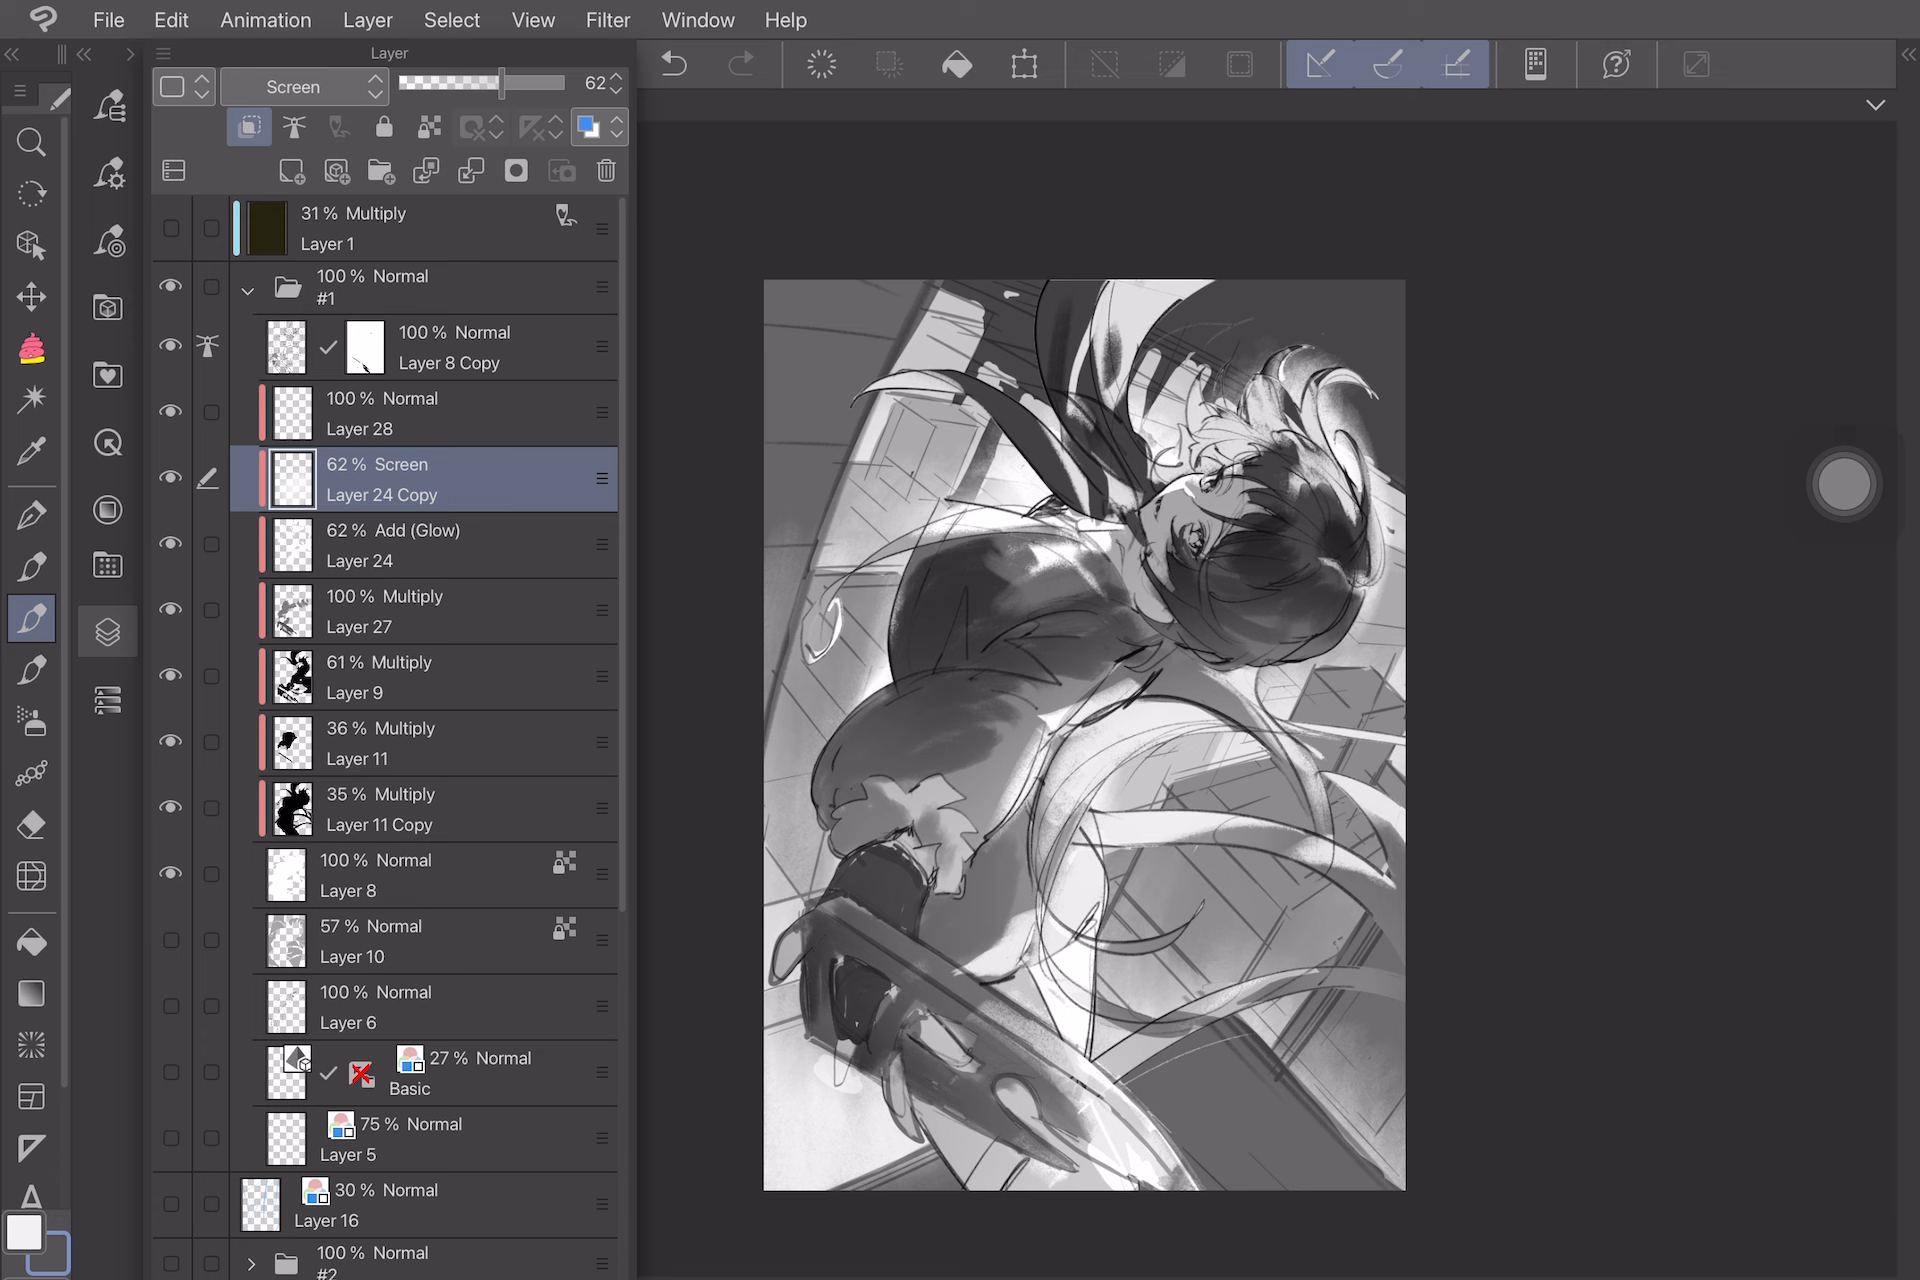 File Edit Animation Layer Select View Filter Window Help
Layer
Screen 62
31 % Multiply
Layer 1
100 % Normal
#1
100 % Normal
Layer 8 Copy
100 % Normal
Layer 28
62 % Screen
Layer 24 Copy
62 % Add (Glow)
Layer 24
100 % Multiply
Layer 27
61 % Multiply
Layer 9
36 % Multiply
Layer 11
35 % Multiply
Layer 11 Copy
100 % Normal
Layer 8
57 % Normal
Layer 10
100 % Normal
Layer 6
27 % Normal
Basic
75 % Normal
Layer 5
30 % Normal
Layer 16
100 % Normal
#2